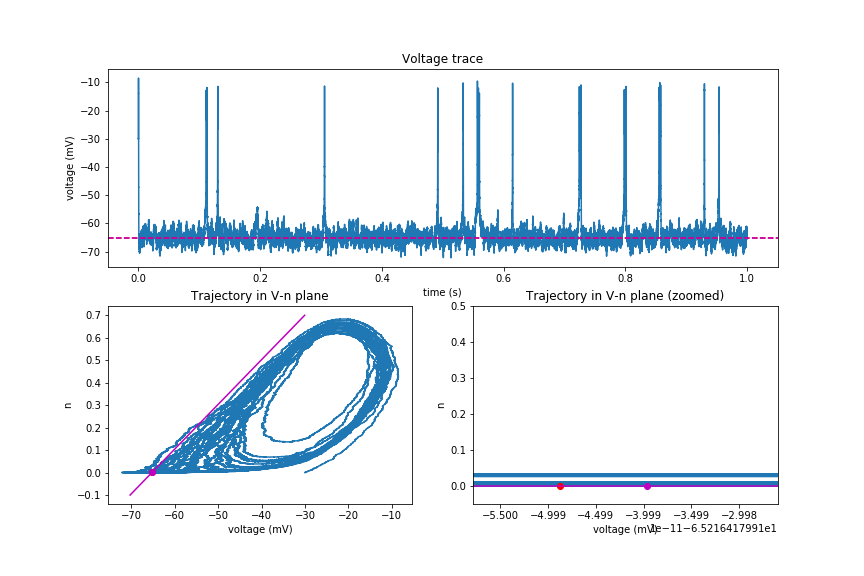 Voltage trace
voltage (mV)
−10
−20
−30
−40
−50
−60
−70
0.0 0.2 0.4 0.6 0.8 1.0
time (s)
Trajectory in V-n plane
n
0.7
0.6
0.5
0.4
0.3
0.2
0.1
0.0
−0.1
−70 −60 −50 −40 −30 −20 −10
voltage (mV)
Trajectory in V-n plane (zoomed)
n
0.5
0.4
0.3
0.2
0.1
0.0
−5.500 −4.999 −4.499 −3.999 −3.499 −2.998
voltage (mV) 1e−11−6.5216417991e1